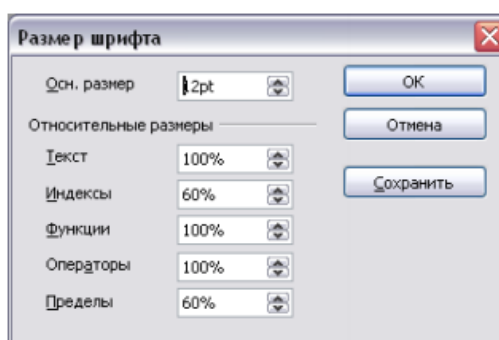 Размер шрифта
Осн. размер 12pt OK
Относительные размеры Отмена
Текст 100%
Индексы 60% Сохранить
Функции 100%
Операторы 100%
Пределы 60%